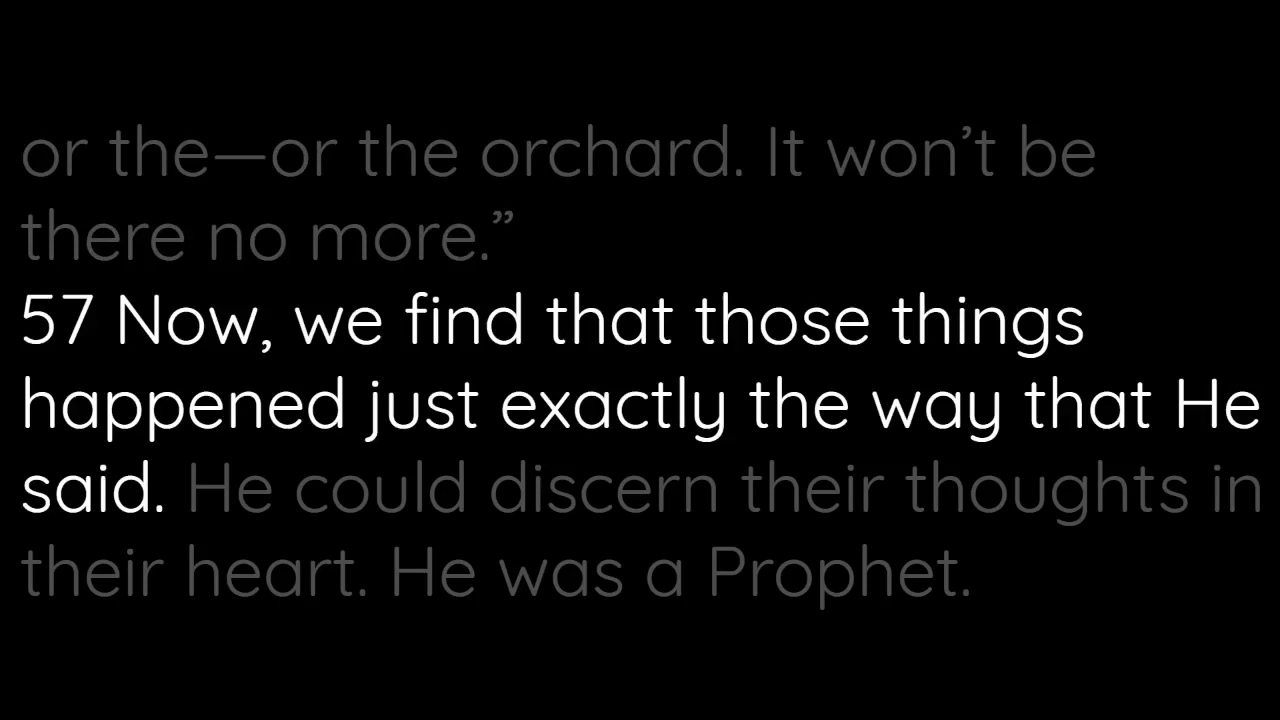 or the—or the orchard. It won’t be
there no more.”
57 Now, we find that those things
happened just exactly the way that He
said. He could discern their thoughts in
their heart. He was a Prophet.